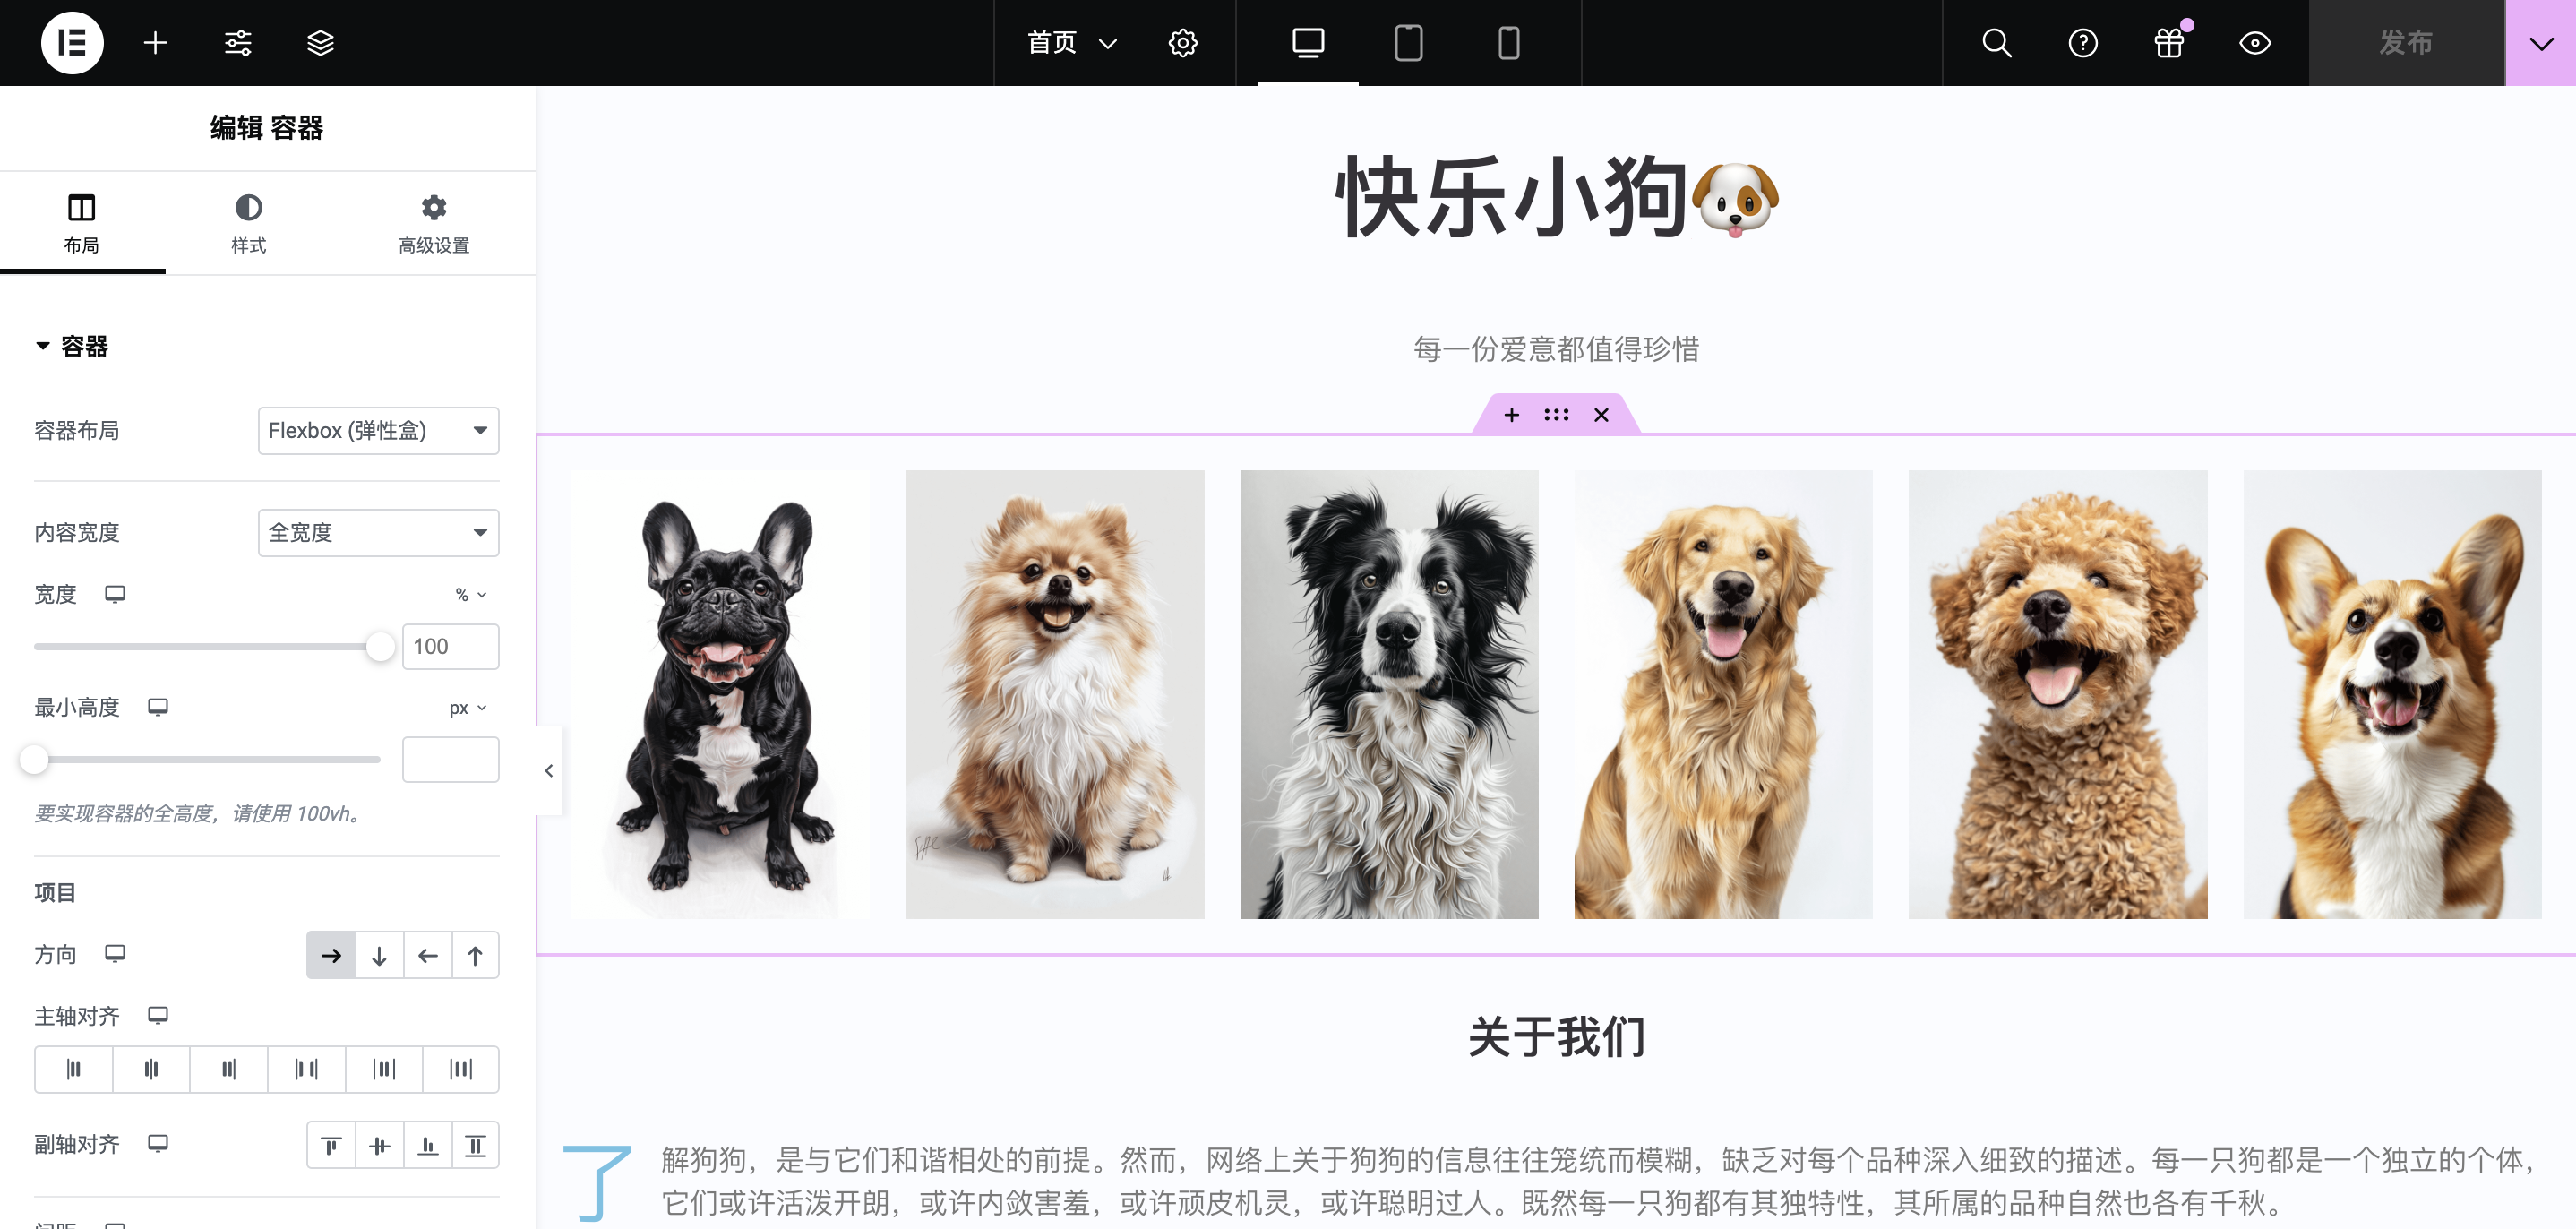 首页
发布
编辑 容器
布局
样式
高级设置
容器
容器布局
Flexbox (弹性盒)
内容宽度
全宽度
宽度
%
100
最小高度
px
要实现容器的全高度，请使用 100vh。
项目
方向
主轴对齐
副轴对齐
快乐小狗🐶
每一份爱意都值得珍惜
关于我们
了解狗狗，是与它们和谐相处的前提。然而，网络上关于狗狗的信息往往笼统而模糊，缺乏对每个品种深入细致的描述。每一只狗都是一个独立的个体，
它们或许活泼开朗，或许内敛害羞，或许顽皮机灵，或许聪明过人。既然每一只狗都有其独特性，其所属的品种自然也各有千秋。